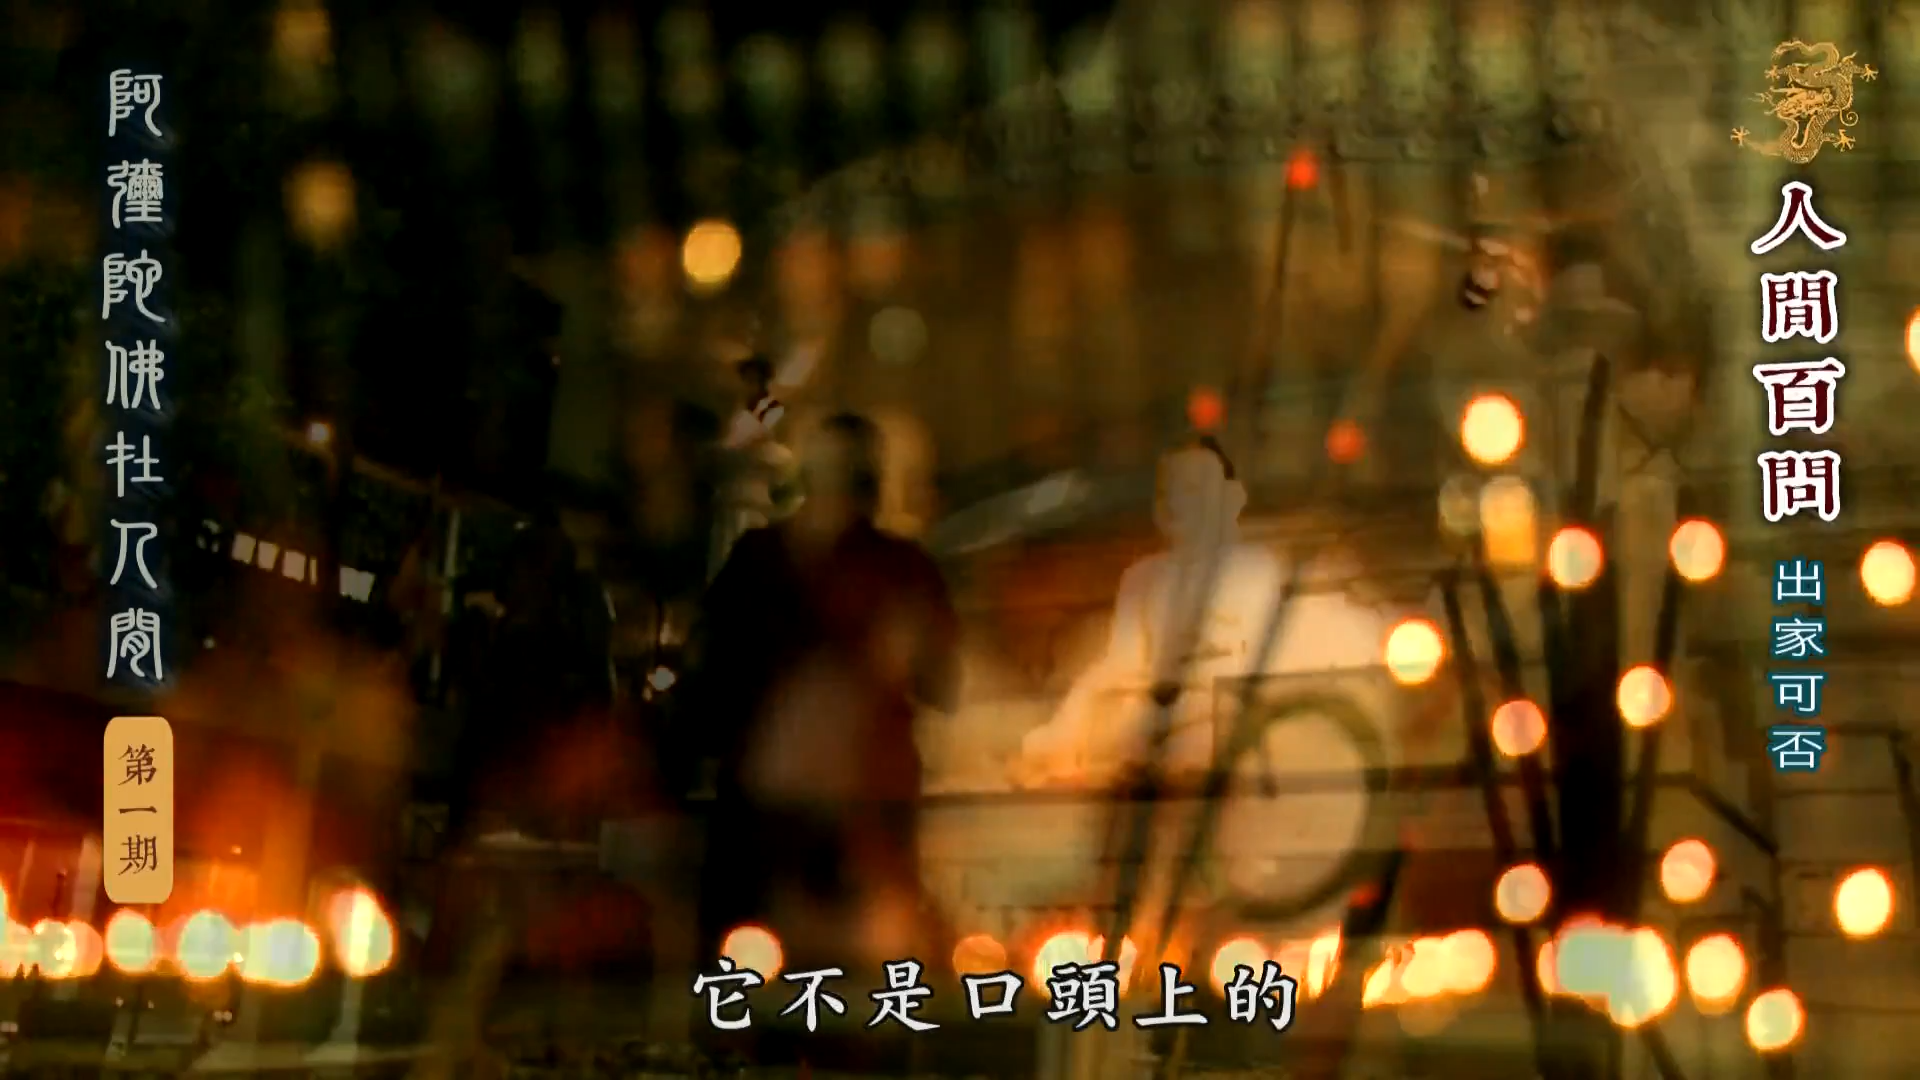 阿彌陀佛在人間
第一期
人間百問
出家可否
它不是口頭上的